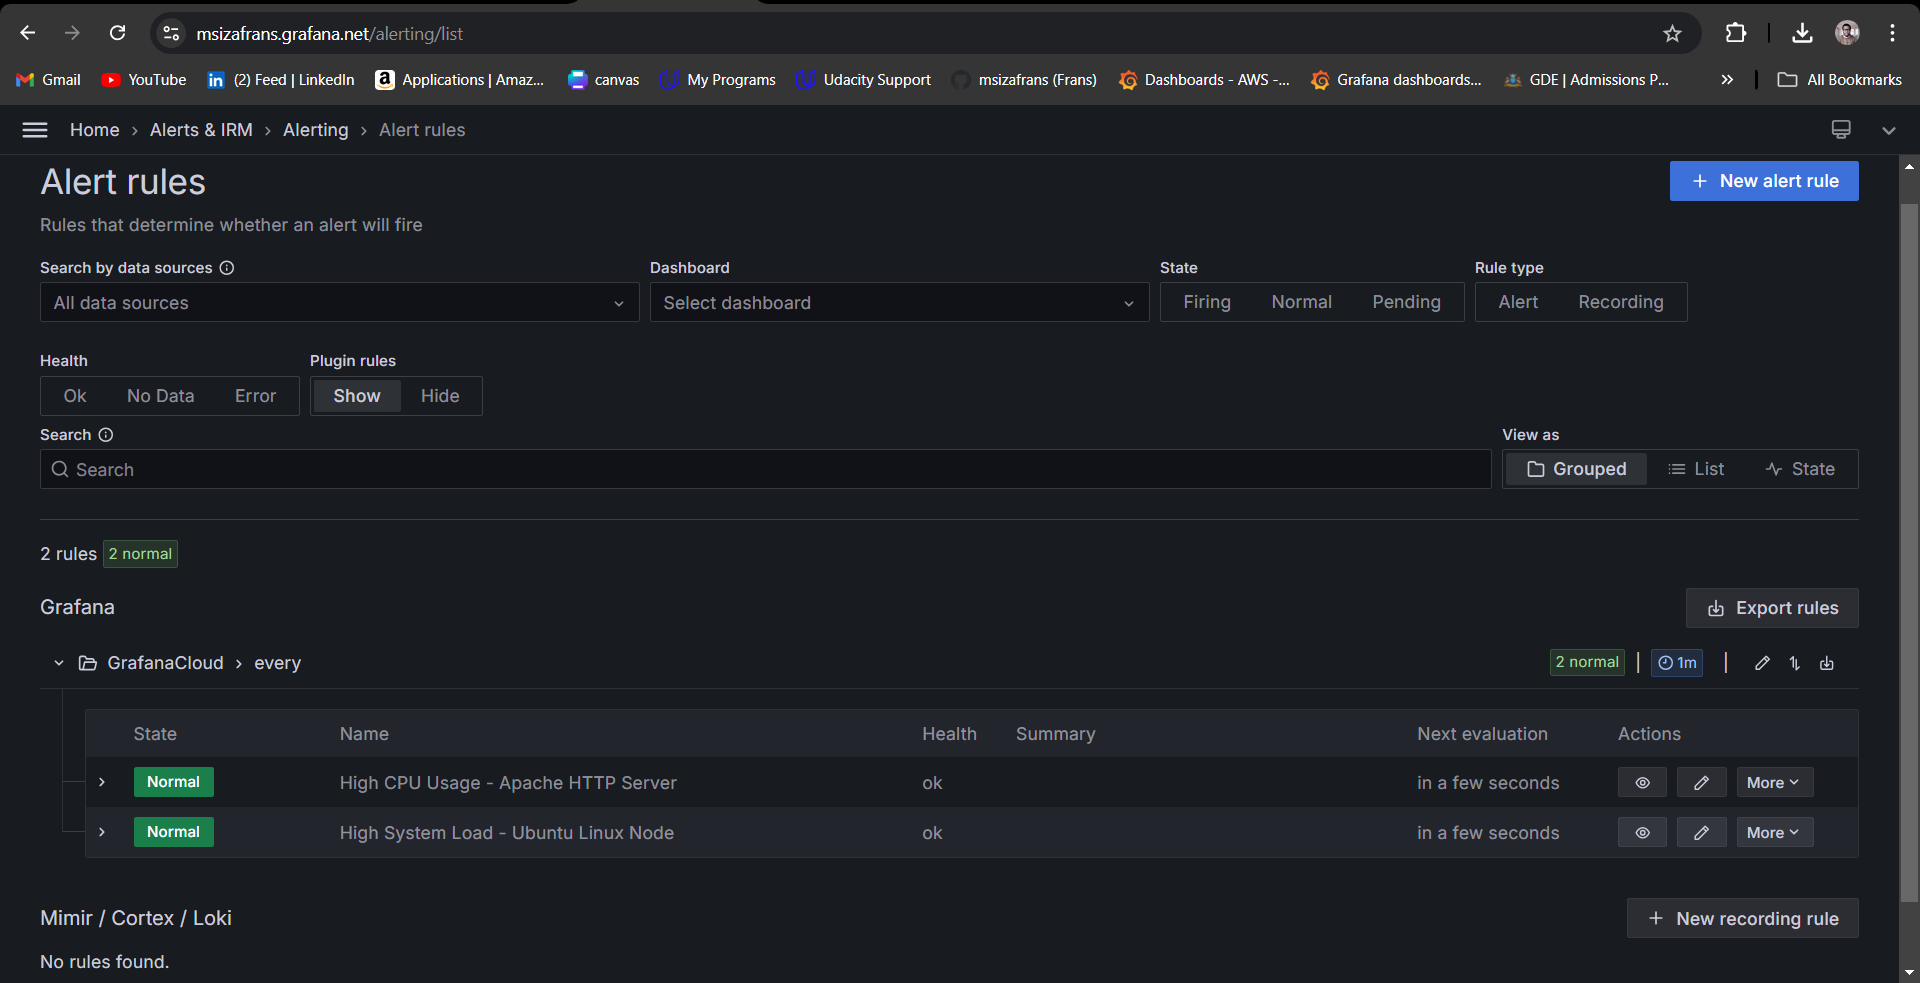 msizafrans.grafana.net/alerting/list
Gmail YouTube (2) Feed | LinkedIn Applications | Amaz... canvas My Programs Udacity Support msizafrans (Frans) Dashboards - AWS -... Grafana dashboards... GDE | Admissions P... » All Bookmarks
Home › Alerts & IRM › Alerting › Alert rules
Alert rules
+ New alert rule
Rules that determine whether an alert will fire
Search by data sources Dashboard State Rule type
All data sources Select dashboard Firing Normal Pending Alert Recording
Health Plugin rules
Ok No Data Error Show Hide
Search View as
Search Grouped List State
2 rules 2 normal
Grafana Export rules
GrafanaCloud › every 2 normal | 1m |
State Name Health Summary Next evaluation Actions
Normal High CPU Usage - Apache HTTP Server ok in a few seconds More
Normal High System Load - Ubuntu Linux Node ok in a few seconds More
Mimir / Cortex / Loki + New recording rule
No rules found.